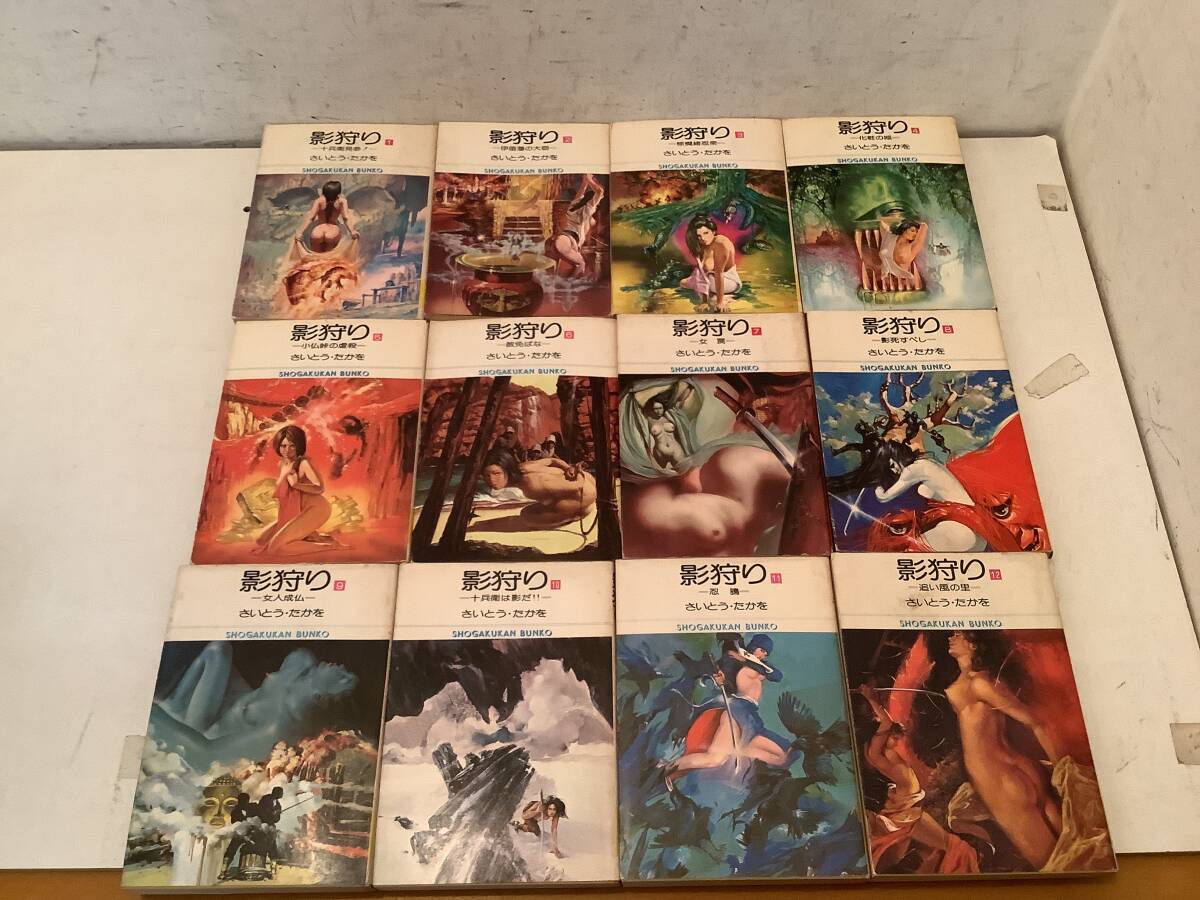 影狩り 1
—十兵衛見参！—
さいとう・たかを
SHOGAKUKAN BUNKO
影狩り 2
さいとう・たかを
SHOGAKUKAN BUNKO
影狩り 3
さいとう・たかを
SHOGAKUKAN BUNKO
影狩り 4
—化粧の姫—
さいとう・たかを
SHOGAKUKAN BUNKO
影狩り 5
—小仏峠の虐殺—
さいとう・たかを
SHOGAKUKAN BUNKO
影狩り 6
—赦免ばな—
さいとう・たかを
SHOGAKUKAN BUNKO
影狩り 7
—女 罠—
さいとう・たかを
SHOGAKUKAN BUNKO
影狩り 8
—影死すべし—
さいとう・たかを
SHOGAKUKAN BUNKO
影狩り 9
—女人成仏—
さいとう・たかを
SHOGAKUKAN BUNKO
影狩り 10
—十兵衛は影だ!!—
さいとう・たかを
SHOGAKUKAN BUNKO
影狩り 11
さいとう・たかを
SHOGAKUKAN BUNKO
影狩り 12
—追い風の里—
さいとう・たかを
SHOGAKUKAN BUNKO